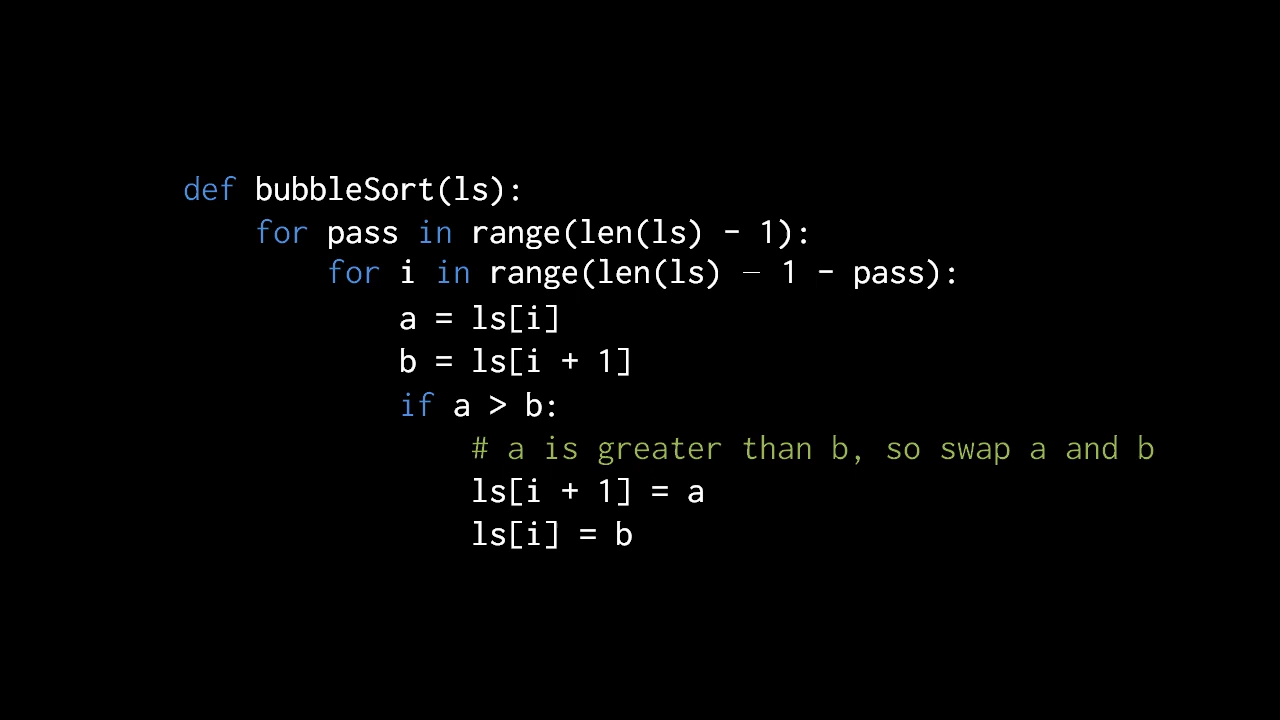 def bubbleSort(ls):
    for pass in range(len(ls) - 1):
        for i in range(len(ls) – 1 - pass):
            a = ls[i]
            b = ls[i + 1]
            if a > b:
                # a is greater than b, so swap a and b
                ls[i + 1] = a
                ls[i] = b